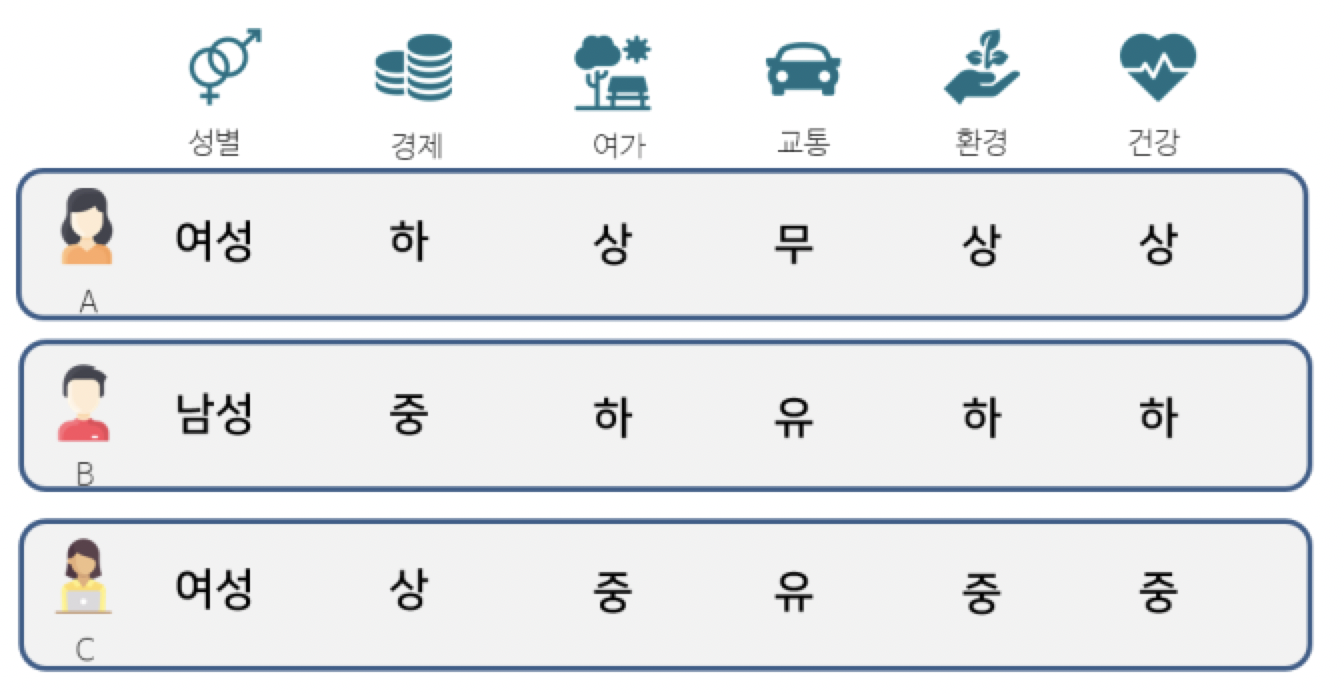 성별 경제 여가 교통 환경 건강
여성 하 상 무 상 상
A
남성 중 하 유 하 하
B
여성 상 중 유 중 중
C